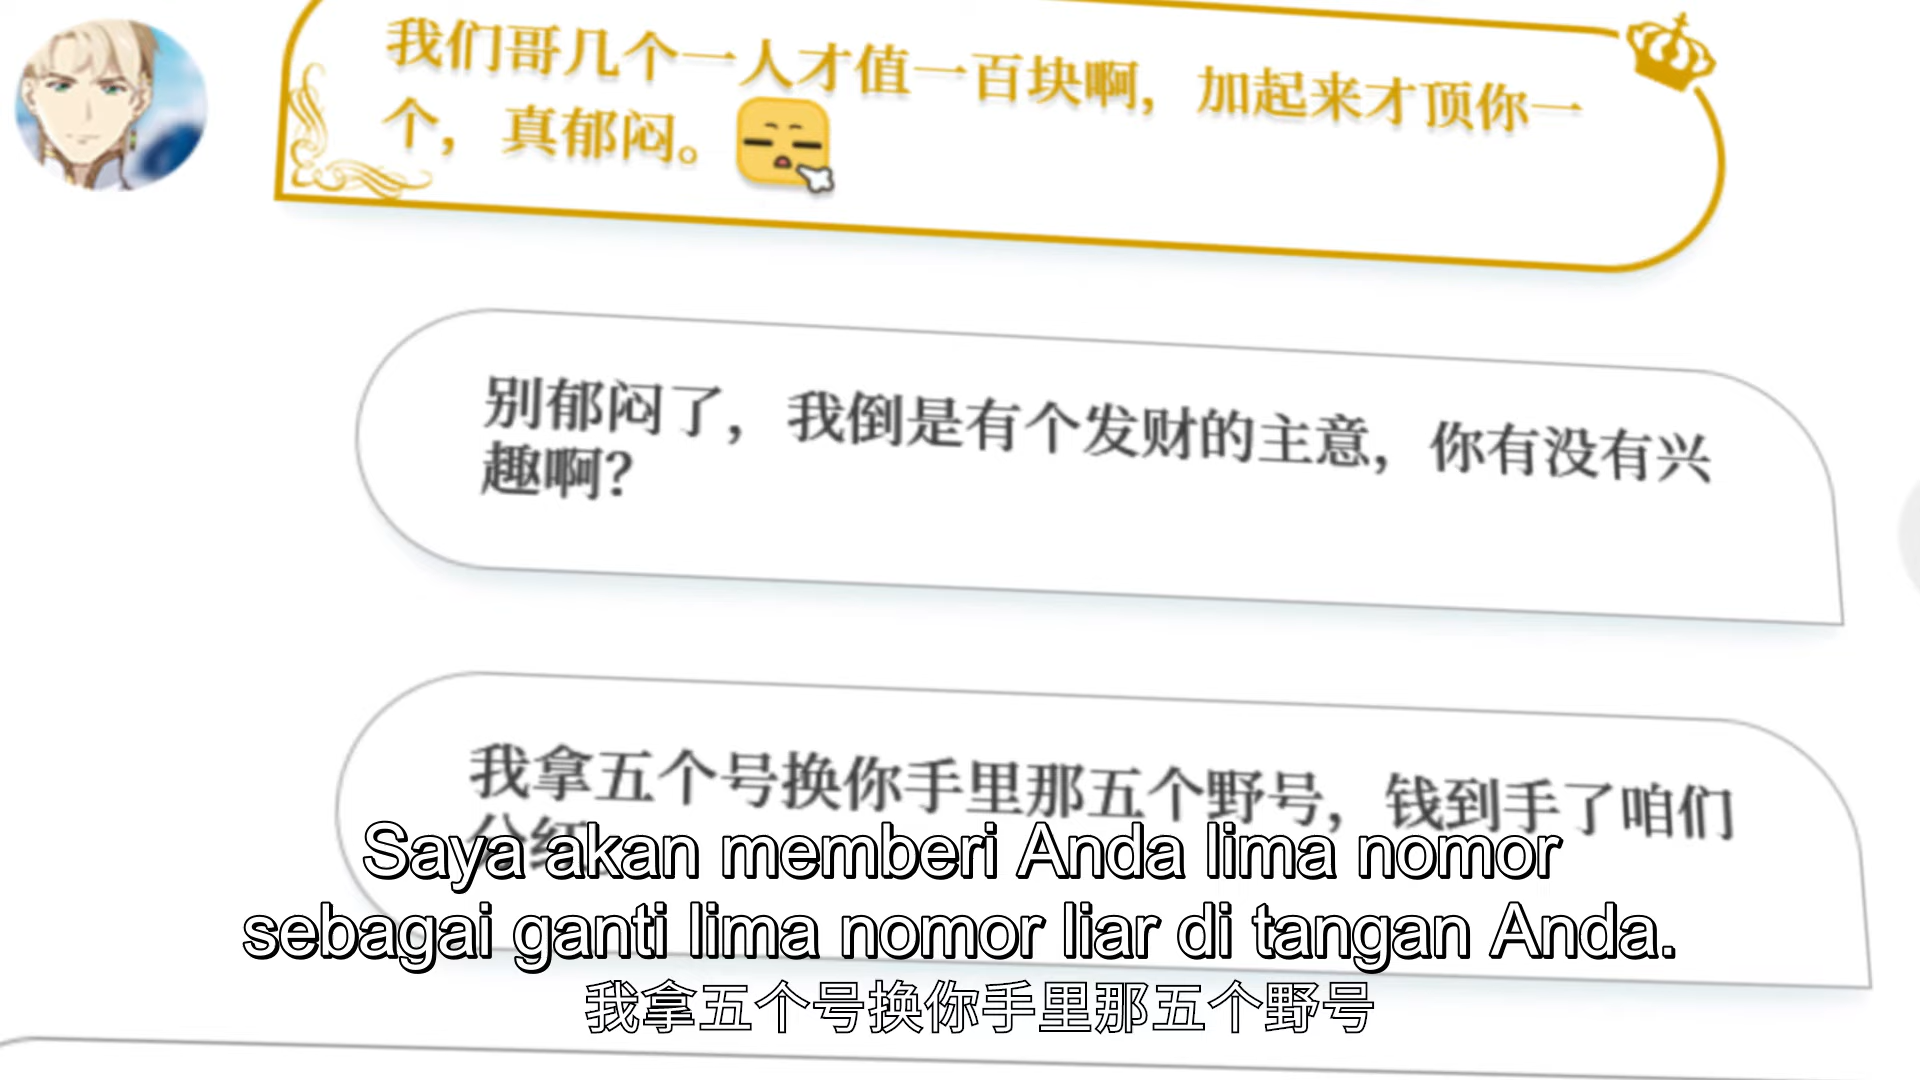 我们哥几个一人才值一百块啊，加起来才顶你一
个，真郁闷。
别郁闷了，我倒是有个发财的主意，你有没有兴
趣啊？
我拿五个号换你手里那五个野号，钱到手了咱们
分红
Saya akan memberi Anda lima nomor
sebagai ganti lima nomor liar di tangan Anda.
我拿五个号换你手里那五个野号